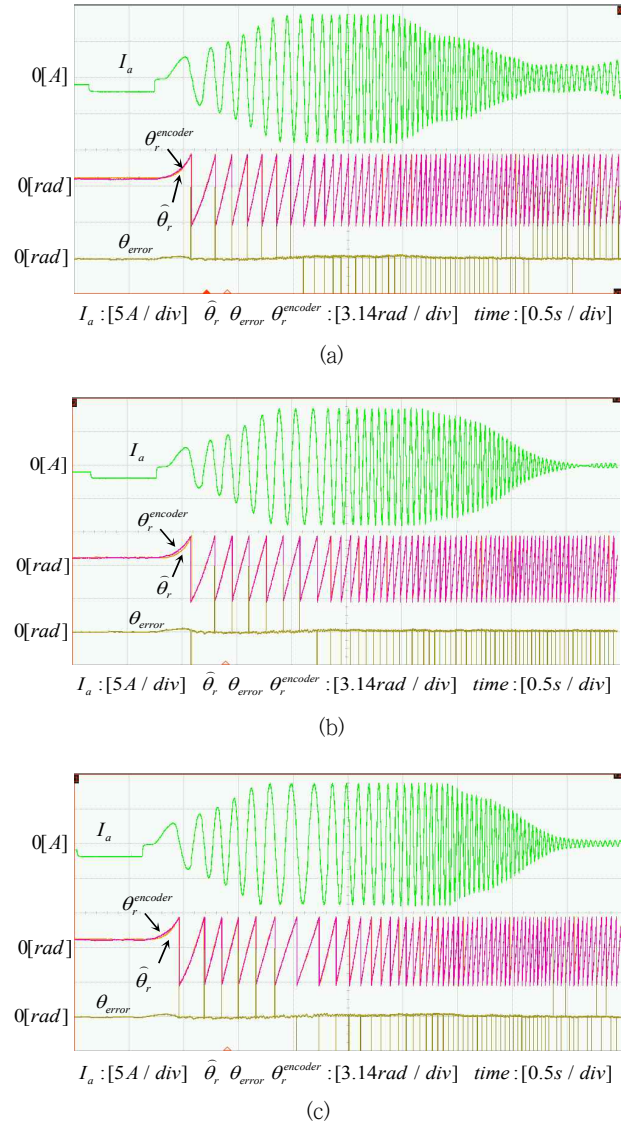 I_a
0[A]
θ_r^encoder
0[rad]
θ̂_r
θ_error
0[rad]
I_a :[5A / div] θ̂_r θ_error θ_r^encoder :[3.14rad / div] time :[0.5s / div]
(a)
I_a
0[A]
θ_r^encoder
0[rad]
θ̂_r
θ_error
0[rad]
I_a :[5A / div] θ̂_r θ_error θ_r^encoder :[3.14rad / div] time :[0.5s / div]
(b)
I_a
0[A]
θ_r^encoder
0[rad]
θ̂_r
θ_error
0[rad]
I_a :[5A / div] θ̂_r θ_error θ_r^encoder :[3.14rad / div] time :[0.5s / div]
(c)